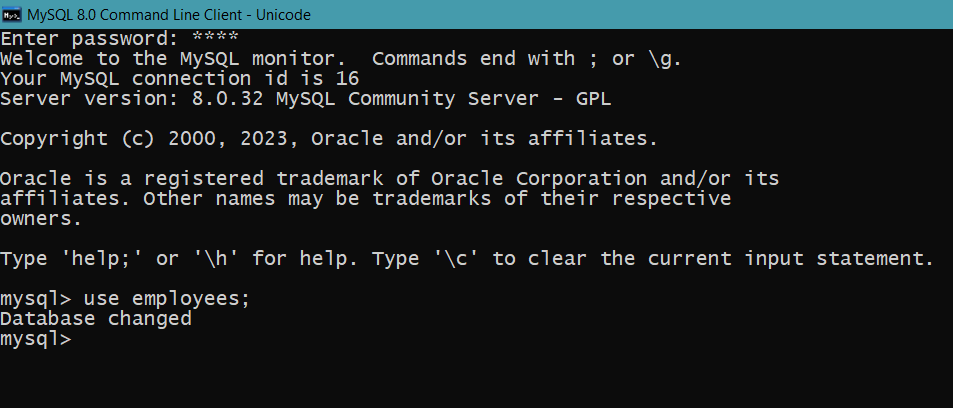 MySQL 8.0 Command Line Client - Unicode
Enter password: ****
Welcome to the MySQL monitor.  Commands end with ; or \g.
Your MySQL connection id is 16
Server version: 8.0.32 MySQL Community Server - GPL
Copyright (c) 2000, 2023, Oracle and/or its affiliates.
Oracle is a registered trademark of Oracle Corporation and/or its
affiliates. Other names may be trademarks of their respective
owners.
Type 'help;' or '\h' for help. Type '\c' to clear the current input statement.
mysql> use employees;
Database changed
mysql>